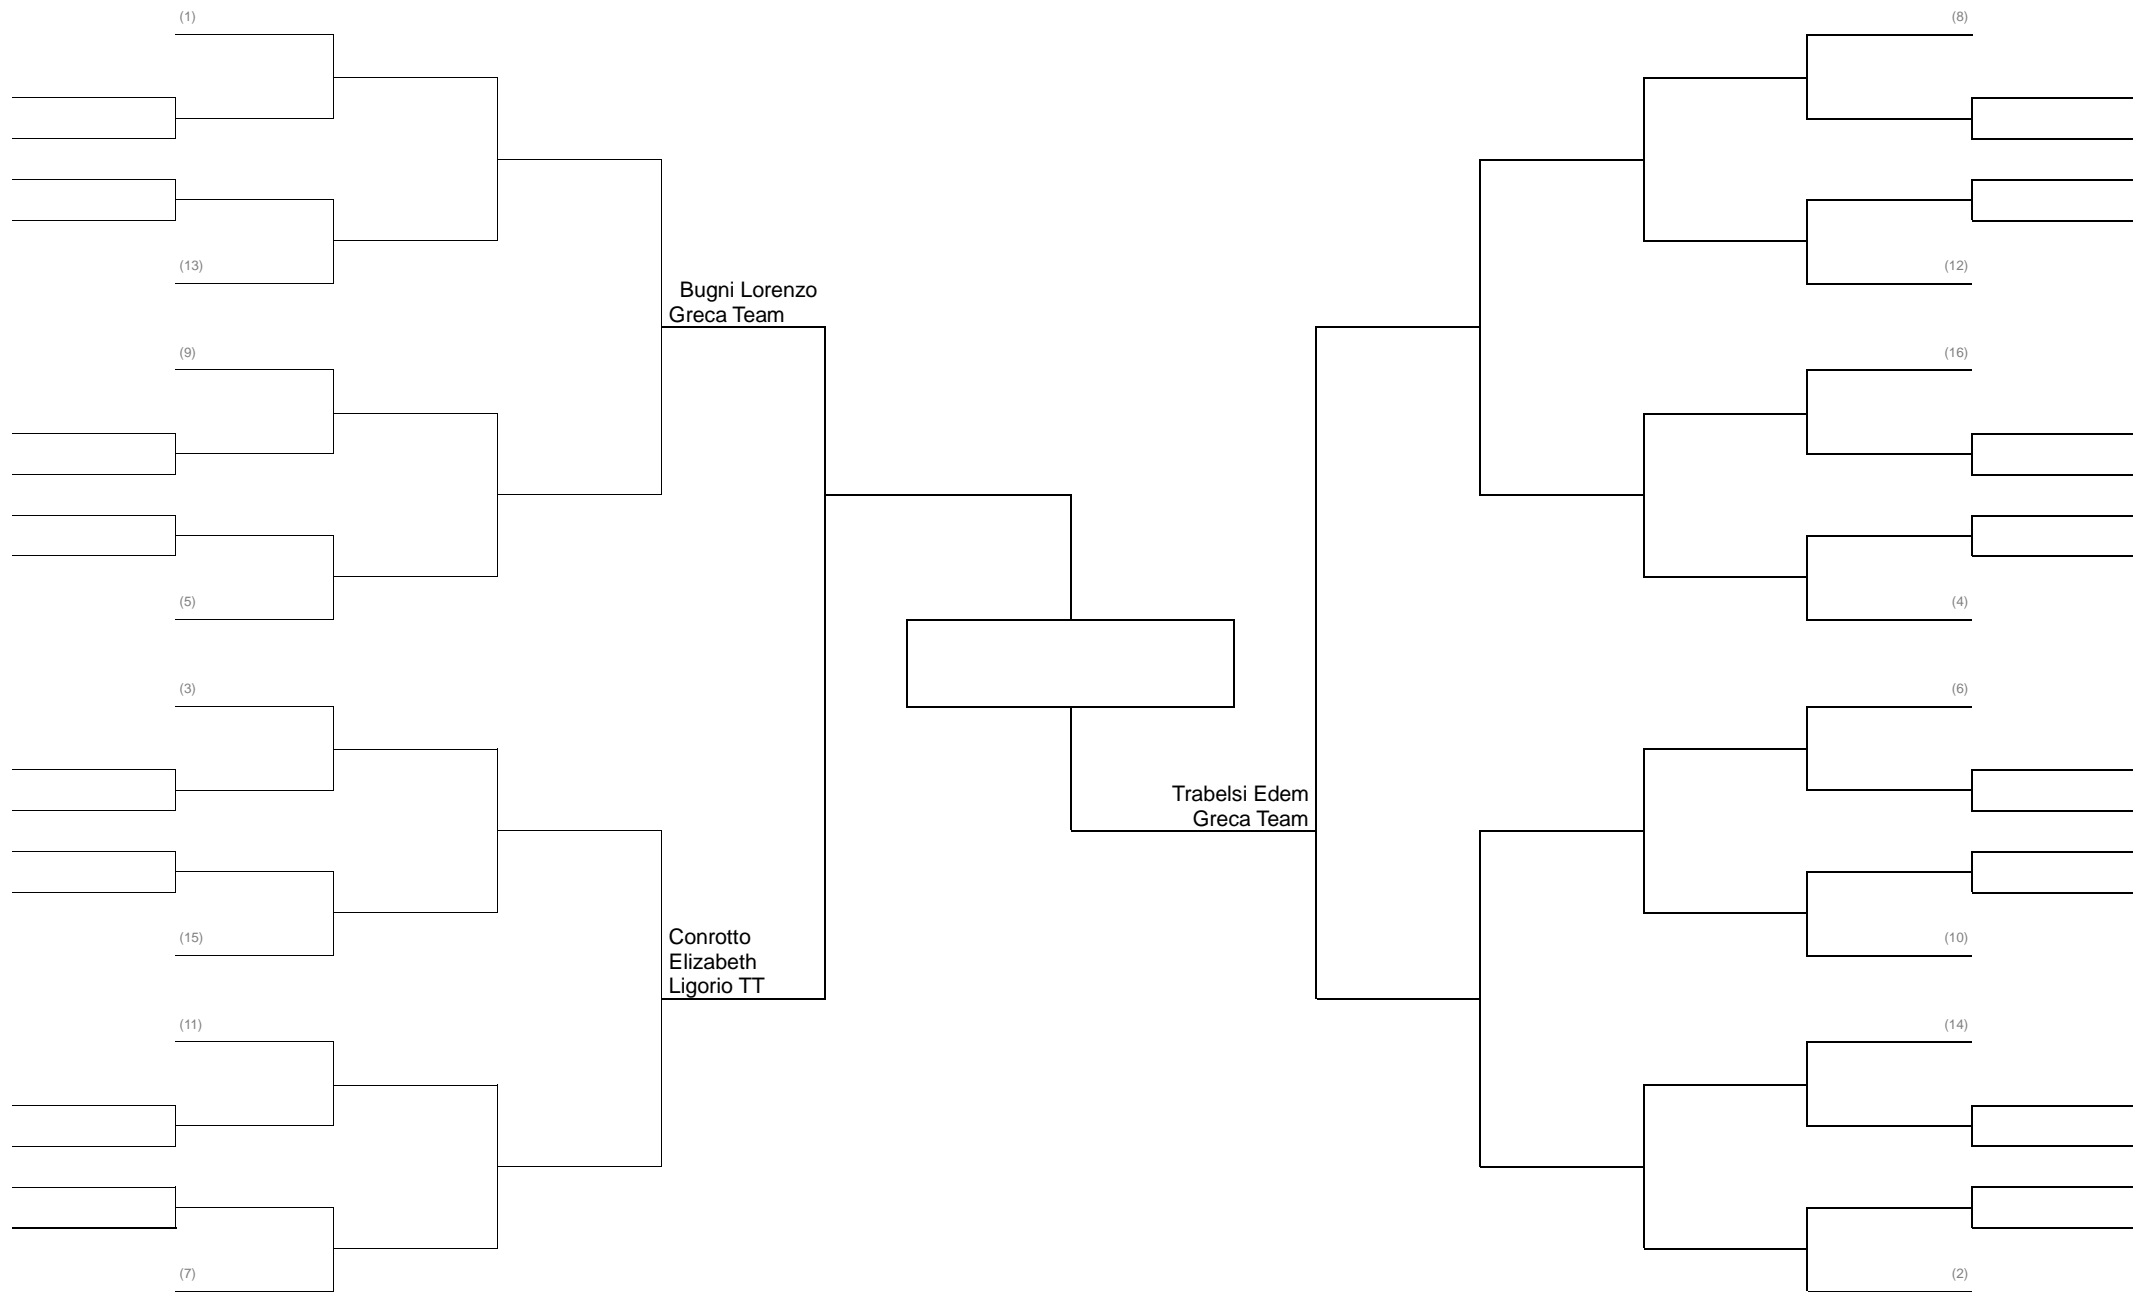 (1)
(8)
(13)
(12)
Bugni Lorenzo
Greca Team
(9)
(16)
(5)
(4)
(3)
(6)
Trabelsi Edem
Greca Team
(15)
(10)
Conrotto
Elizabeth
Ligorio TT
(11)
(14)
(7)
(2)